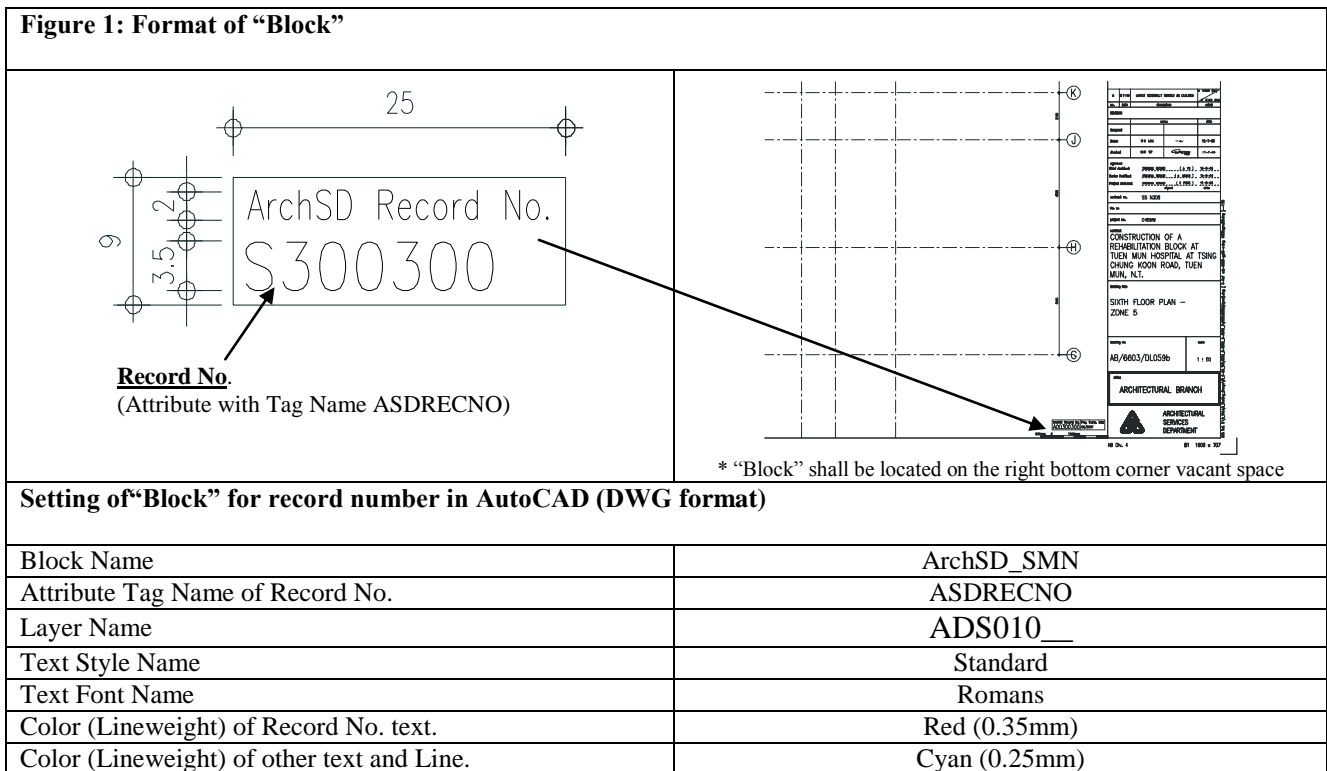 Figure 1: Format of “Block”
25
9
2
3.5
ArchSD Record No.
S300300
Record No.
(Attribute with Tag Name ASDRECNO)
K
J
H
G
CONSTRUCTION OF A
REHABILITATION BLOCK AT
TUEN MUN HOSPITAL AT TSING
CHUNG KOON ROAD, TUEN
MUN, N.T.
SIXTH FLOOR PLAN –
ZONE 5
AB/6603/DL059b
ARCHITECTURAL BRANCH
ARCHITECTURAL
SERVICES
DEPARTMENT
* “Block” shall be located on the right bottom corner vacant space
Setting of“Block” for record number in AutoCAD (DWG format)
Block Name ArchSD_SMN
Attribute Tag Name of Record No. ASDRECNO
Layer Name ADS010__
Text Style Name Standard
Text Font Name Romans
Color (Lineweight) of Record No. text. Red (0.35mm)
Color (Lineweight) of other text and Line. Cyan (0.25mm)